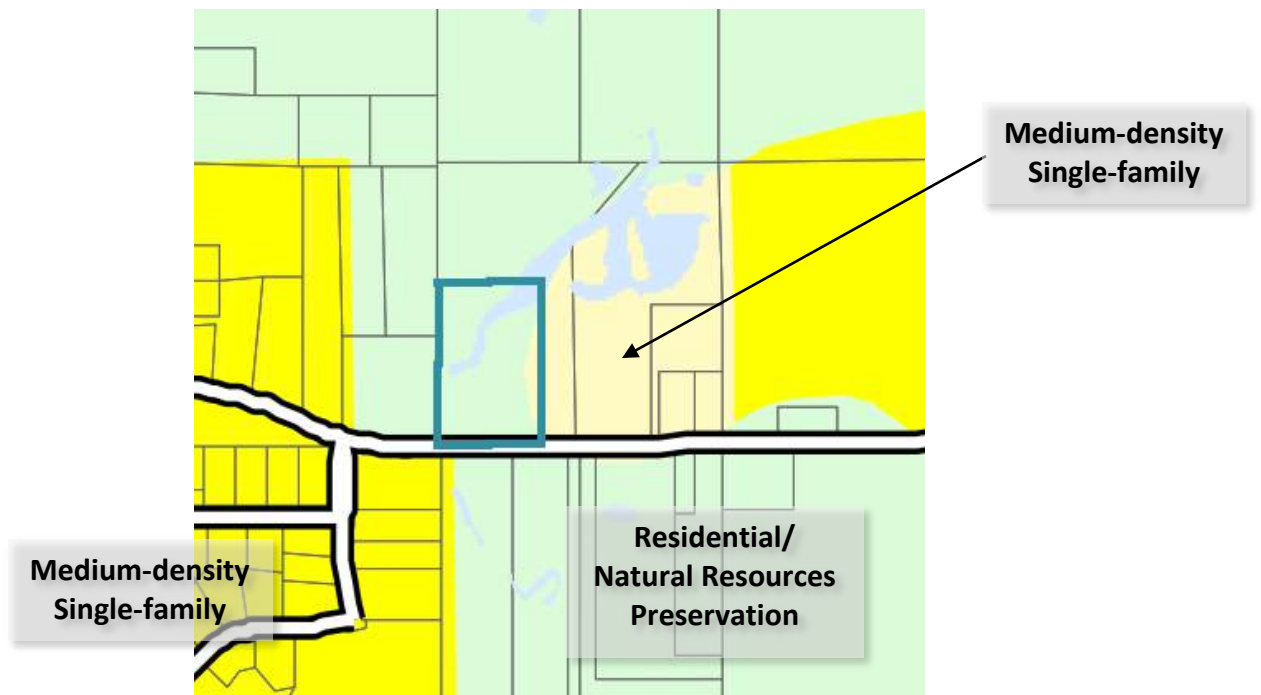 Medium-density
Single-family
Residential/
Natural Resources
Preservation
Medium-density
Single-family